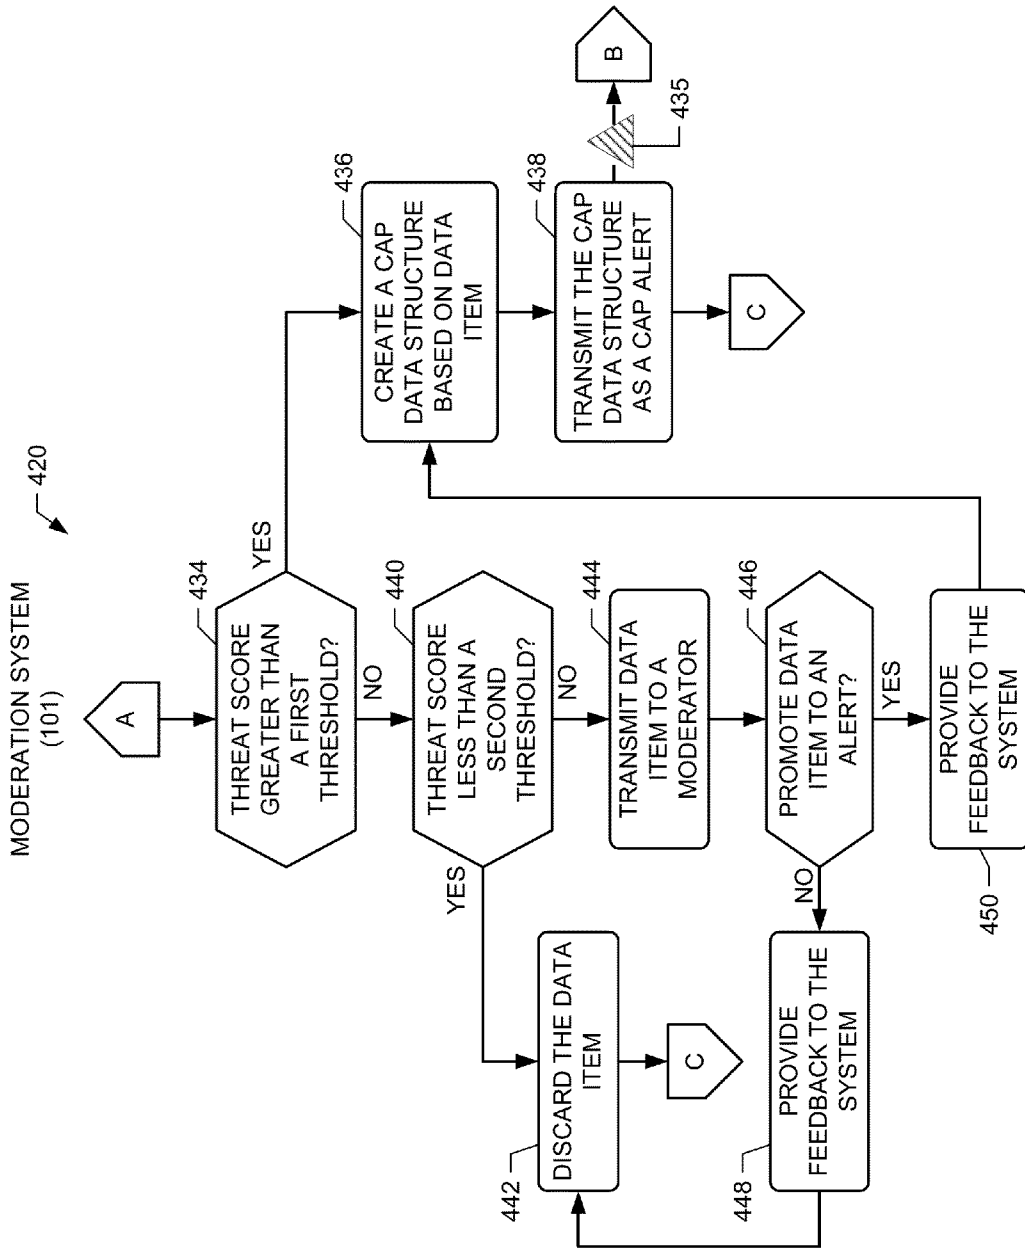 MODERATION SYSTEM
(101)
420
A
434
THREAT SCORE
GREATER THAN
A FIRST
THRESHOLD?
YES
NO
436
CREATE A CAP
DATA STRUCTURE
BASED ON DATA
ITEM
438
TRANSMIT THE CAP
DATA STRUCTURE
AS A CAP ALERT
435
B
C
440
THREAT SCORE
LESS THAN A
SECOND
THRESHOLD?
YES
NO
442
DISCARD THE DATA
ITEM
C
444
TRANSMIT DATA
ITEM TO A
MODERATOR
446
PROMOTE DATA
ITEM TO AN
ALERT?
NO
YES
448
PROVIDE
FEEDBACK TO THE
SYSTEM
450
PROVIDE
FEEDBACK TO THE
SYSTEM